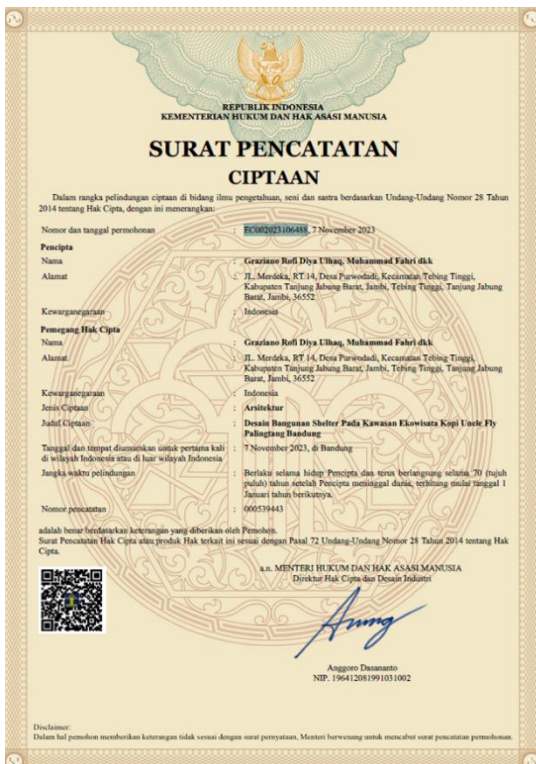 REPUBLIK INDONESIA
KEMENTERIAN HUKUM DAN HAK ASASI MANUSIA
SURAT PENCATATAN
CIPTAAN
Dalam rangka pelindungan ciptaan di bidang ilmu pengetahuan, seni dan sastra berdasarkan Undang-Undang Nomor 28 Tahun
2014 tentang Hak Cipta, dengan ini menerangkan:
Nomor dan tanggal permohonan : EC002023106488, 7 November 2023
Pencipta
Nama : Graziano Rofi Diya Ulhaq, Muhammad Fahri dkk
Alamat : JL. Merdeka, RT 14, Desa Purwodadi, Kecamatan Tebing Tinggi,
Kabupaten Tanjung Jabung Barat, Jambi, Tebing Tinggi, Tanjung Jabung
Barat, Jambi, 36552
Kewarganegaraan : Indonesia
Pemegang Hak Cipta
Nama : Graziano Rofi Diya Ulhaq, Muhammad Fahri dkk
Alamat : JL. Merdeka, RT 14, Desa Purwodadi, Kecamatan Tebing Tinggi,
Kabupaten Tanjung Jabung Barat, Jambi, Tebing Tinggi, Tanjung Jabung
Barat, Jambi, 36552
Kewarganegaraan : Indonesia
Jenis Ciptaan : Arsitektur
Judul Ciptaan : Desain Bangunan Shelter Pada Kawasan Ekowisata Kopi Uncle Fly
Palingtang Bandung
Tanggal dan tempat diumumkan untuk pertama kali : 7 November 2023, di Bandung
di wilayah Indonesia atau di luar wilayah Indonesia
Jangka waktu pelindungan : Berlaku selama hidup Pencipta dan terus berlangsung selama 70 (tujuh
puluh) tahun setelah Pencipta meninggal dunia, terhitung mulai tanggal 1
Januari tahun berikutnya.
Nomor pencatatan : 000539443
adalah benar berdasarkan keterangan yang diberikan oleh Pemohon.
Surat Pencatatan Hak Cipta atau produk Hak terkait ini sesuai dengan Pasal 72 Undang-Undang Nomor 28 Tahun 2014 tentang Hak
Cipta.
a.n. MENTERI HUKUM DAN HAK ASASI MANUSIA
Direktur Hak Cipta dan Desain Industri
Anggoro Dasananto
NIP. 196412081991031002
Disclaimer:
Dalam hal pemohon memberikan keterangan tidak sesuai dengan surat pernyataan, Menteri berwenang untuk mencabut surat pencatatan permohonan.